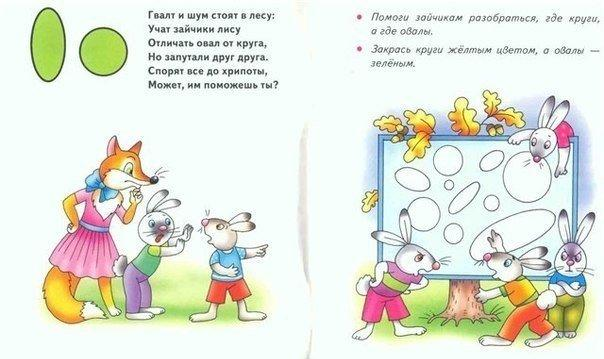 Гвалт и шум стоят в лесу:
Учат зайчики лису
Отличать овал от круга,
Но запутали друг друга.
Спорят все до хрипоты,
Может, им поможешь ты?
• Помоги зайчикам разобраться, где круги,
а где овалы.
• Закрась круги жёлтым цветом, а овалы —
зелёным.